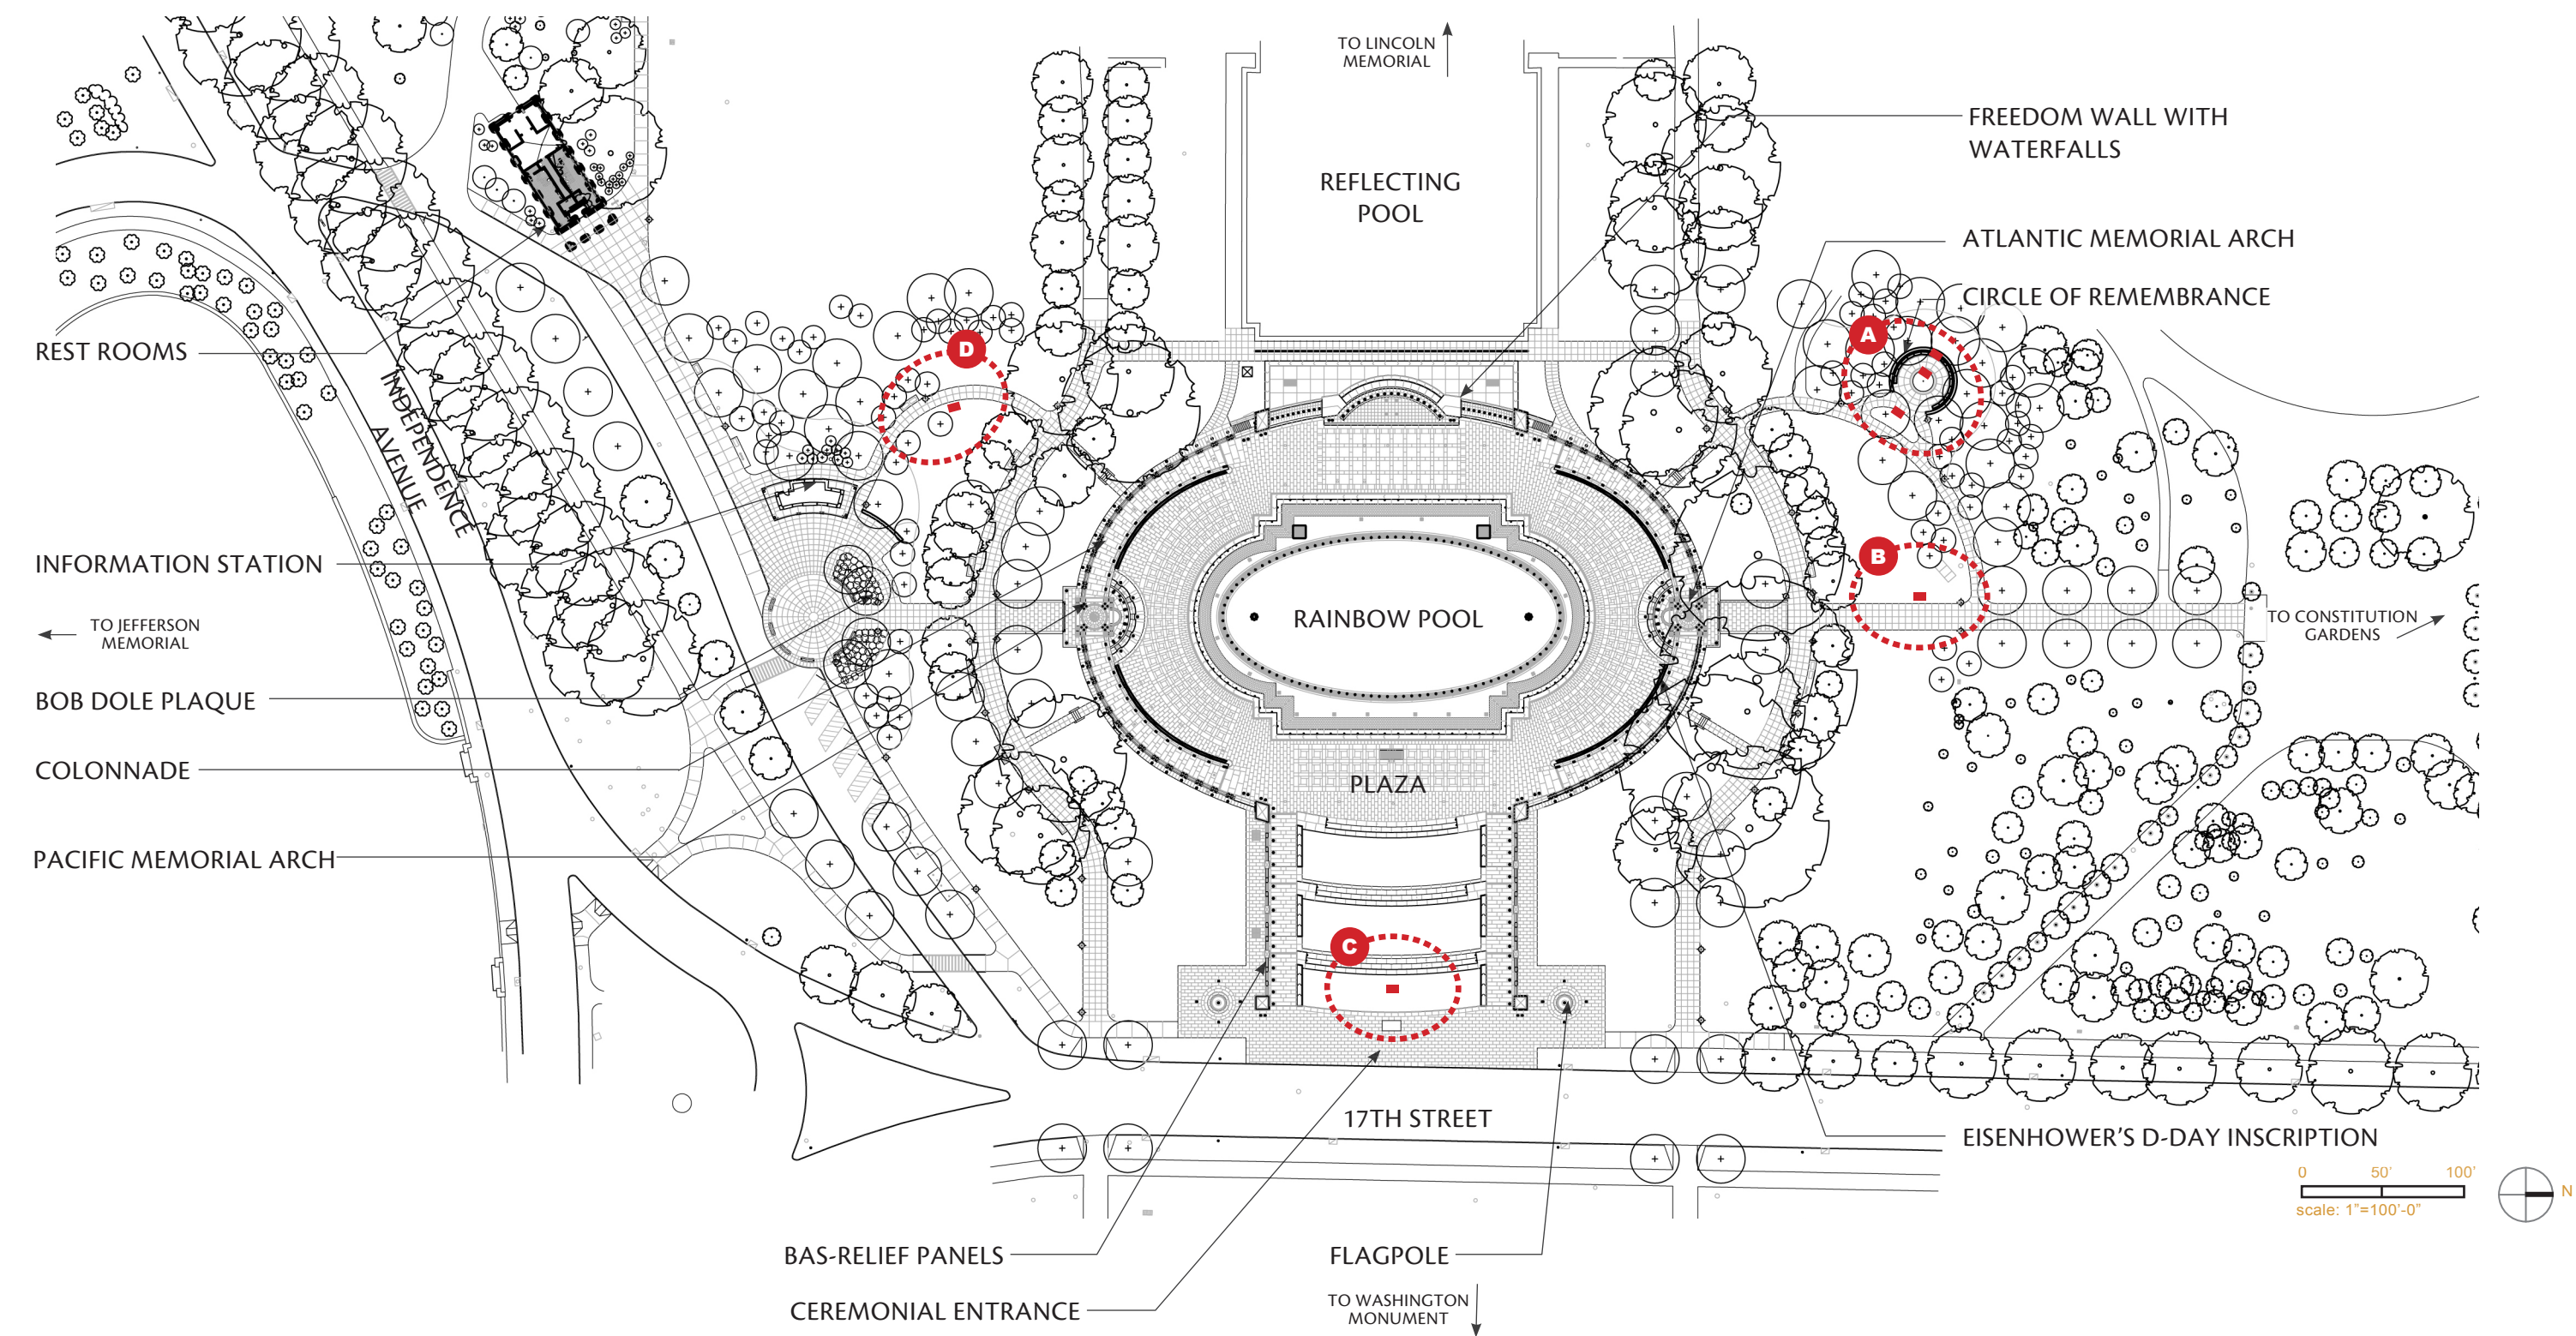 TO LINCOLN
MEMORIAL
FREEDOM WALL WITH
WATERFALLS
REFLECTING
POOL
ATLANTIC MEMORIAL ARCH
CIRCLE OF REMEMBRANCE
A
D
REST ROOMS
INDEPENDENCE
AVENUE
INFORMATION STATION
B
RAINBOW POOL
TO CONSTITUTION
GARDENS
TO JEFFERSON
MEMORIAL
BOB DOLE PLAQUE
COLONNADE
PLAZA
PACIFIC MEMORIAL ARCH
C
17TH STREET
EISENHOWER’S D-DAY INSCRIPTION
0 50' 100'
N
scale: 1"=100'-0"
BAS-RELIEF PANELS
FLAGPOLE
CEREMONIAL ENTRANCE
TO WASHINGTON
MONUMENT